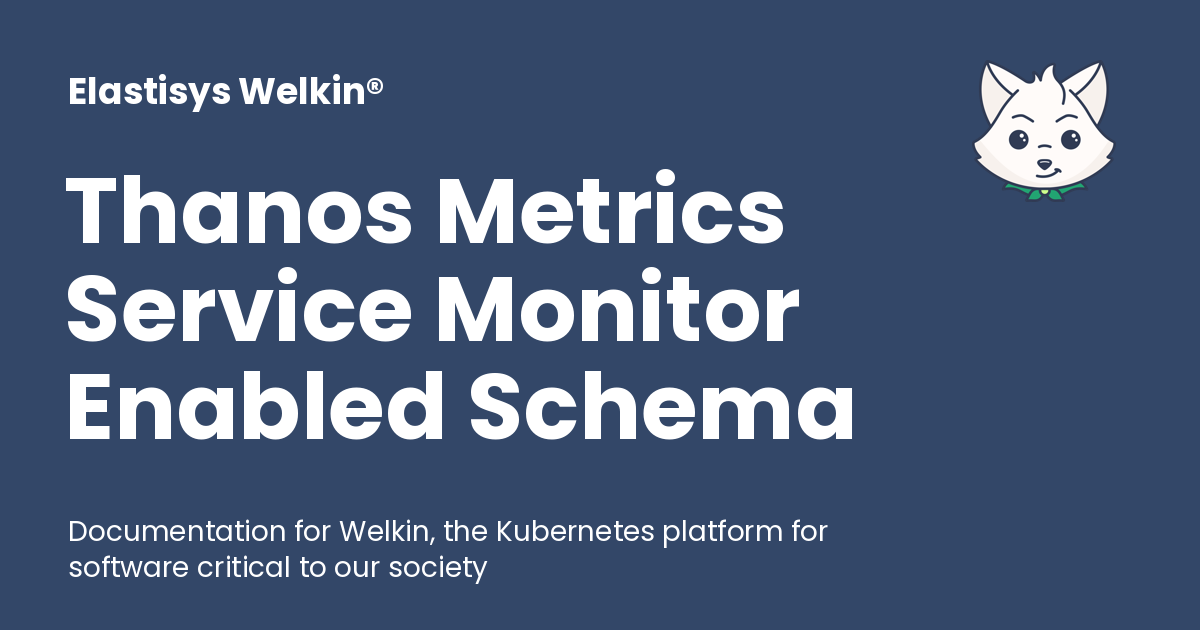 Elastisys Welkin®
Thanos Metrics
Service Monitor
Enabled Schema
Documentation for Welkin, the Kubernetes platform for
software critical to our society